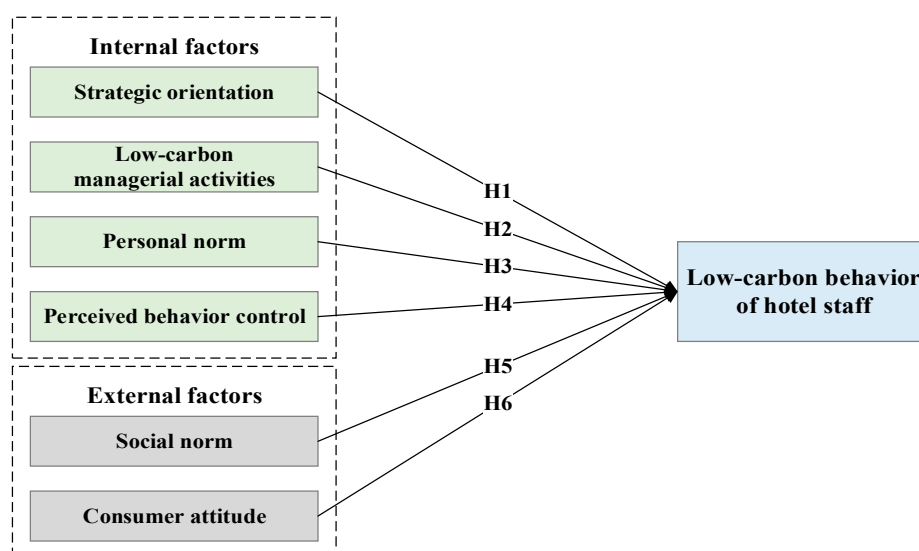 Internal factors
Strategic orientation
Low-carbon
managerial activities
Personal norm
Perceived behavior control
External factors
Social norm
Consumer attitude
H1
H2
H3
H4
H5
H6
Low-carbon behavior
of hotel staff